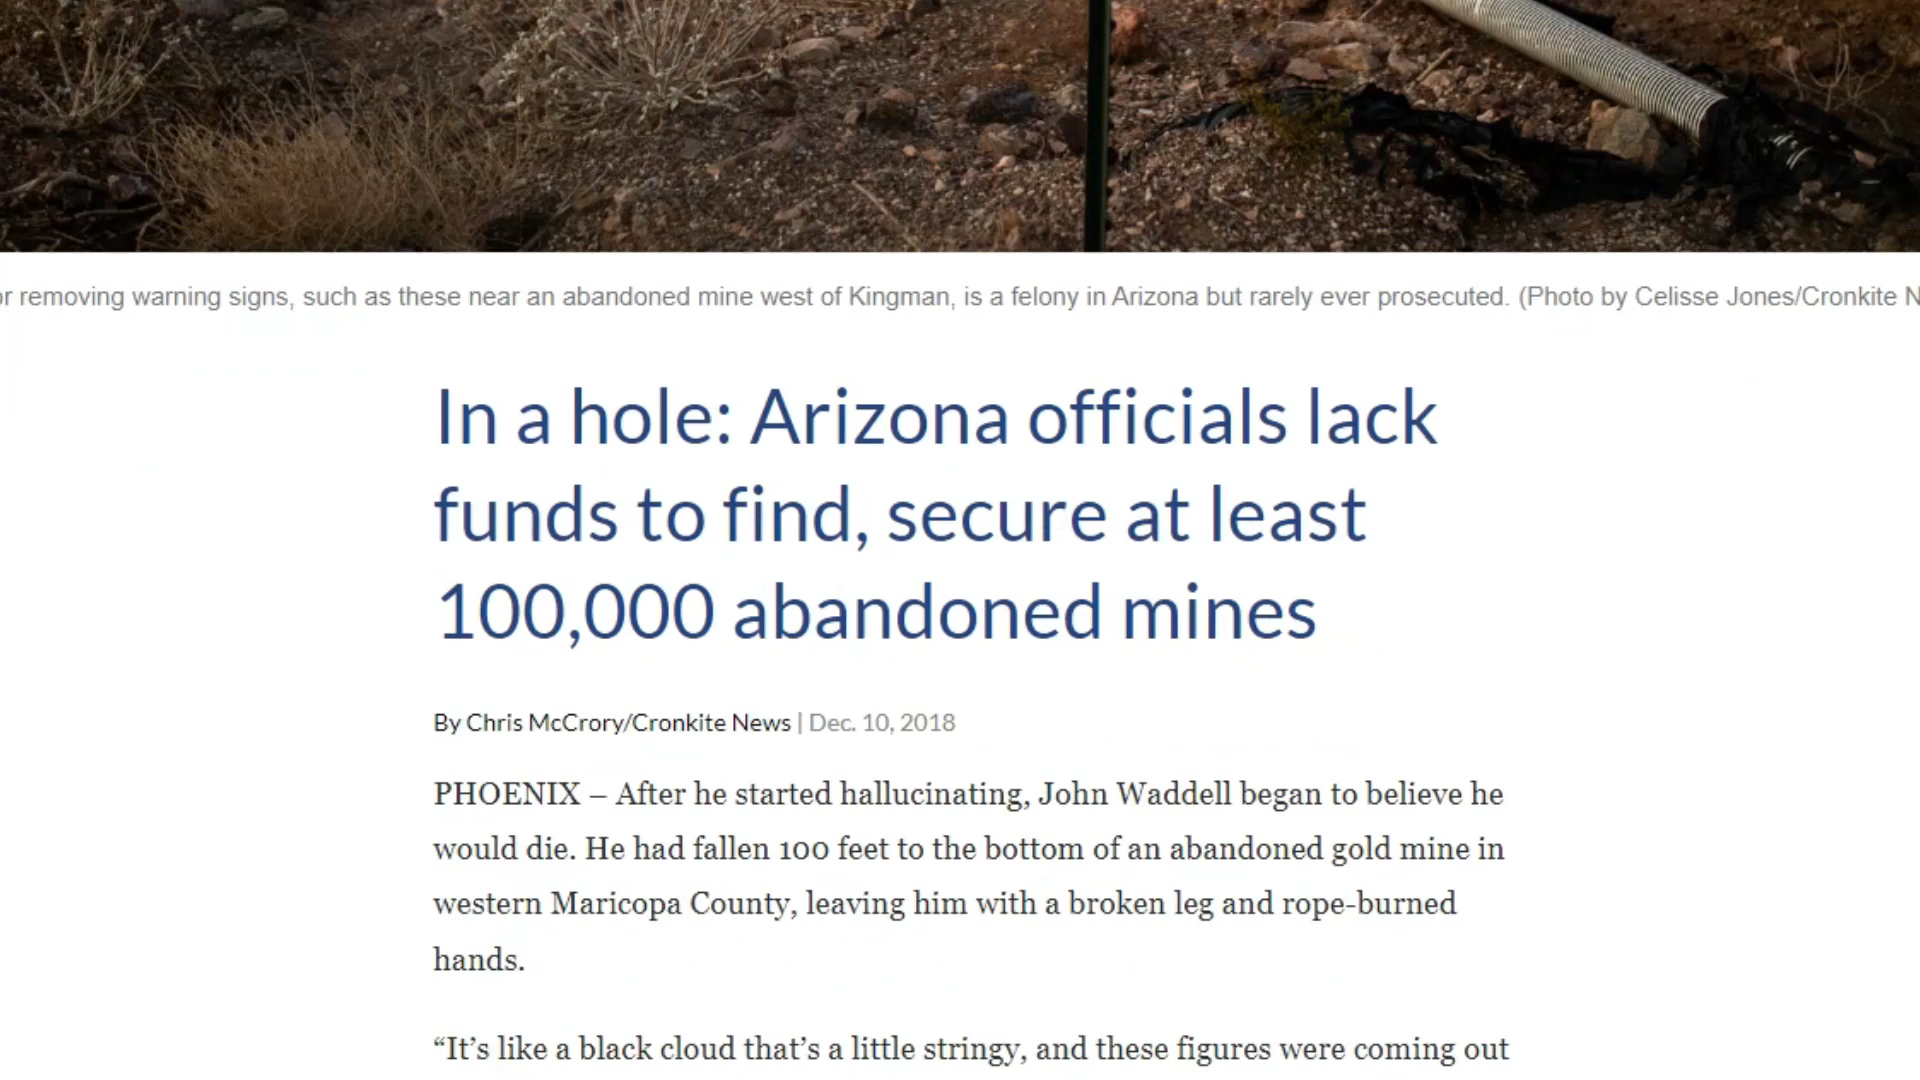 r removing warning signs, such as these near an abandoned mine west of Kingman, is a felony in Arizona but rarely ever prosecuted. (Photo by Celisse Jones/Cronkite N
In a hole: Arizona officials lack
funds to find, secure at least
100,000 abandoned mines
By Chris McCrory/Cronkite News | Dec. 10, 2018
PHOENIX – After he started hallucinating, John Waddell began to believe he
would die. He had fallen 100 feet to the bottom of an abandoned gold mine in
western Maricopa County, leaving him with a broken leg and rope-burned
hands.
“It’s like a black cloud that’s a little stringy, and these figures were coming out